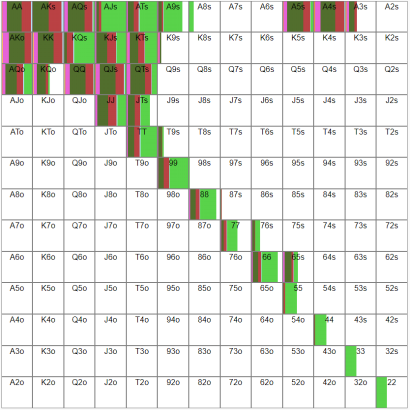 AA AKs AQs AJs ATs A9s A8s A7s A6s A5s A4s A3s A2s
AKo KK KQs KJs KTs K9s K8s K7s K6s K5s K4s K3s K2s
AQo KQo QQ QJs QTs Q9s Q8s Q7s Q6s Q5s Q4s Q3s Q2s
AJo KJo QJo JJ JTs J9s J8s J7s J6s J5s J4s J3s J2s
ATo KTo QTo JTo TT T9s T8s T7s T6s T5s T4s T3s T2s
A9o K9o Q9o J9o T9o 99 98s 97s 96s 95s 94s 93s 92s
A8o K8o Q8o J8o T8o 98o 88 87s 86s 85s 84s 83s 82s
A7o K7o Q7o J7o T7o 97o 87o 77 76s 75s 74s 73s 72s
A6o K6o Q6o J6o T6o 96o 86o 76o 66 65s 64s 63s 62s
A5o K5o Q5o J5o T5o 95o 85o 75o 65o 55 54s 53s 52s
A4o K4o Q4o J4o T4o 94o 84o 74o 64o 54o 44 43s 42s
A3o K3o Q3o J3o T3o 93o 83o 73o 63o 53o 43o 33 32s
A2o K2o Q2o J2o T2o 92o 82o 72o 62o 52o 42o 32o 22